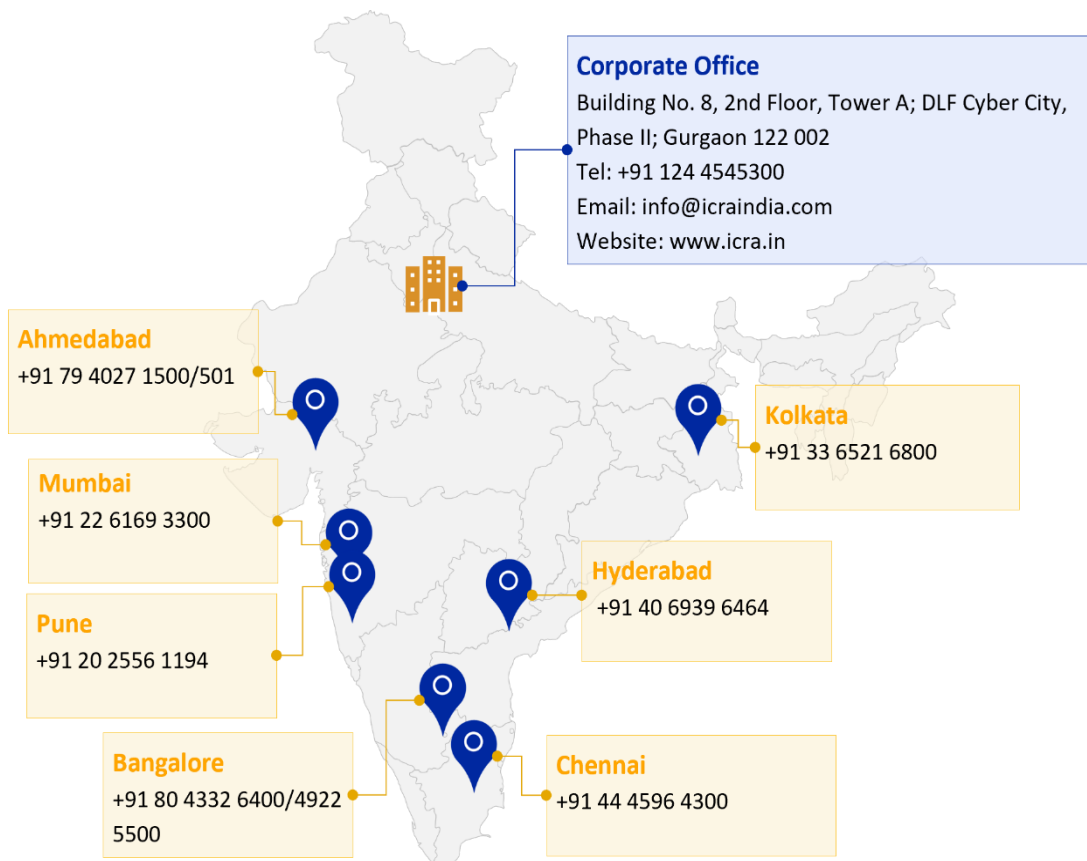 Corporate Office
Building No. 8, 2nd Floor, Tower A; DLF Cyber City,
Phase II; Gurgaon 122 002
Tel: +91 124 4545300
Email: info@icraindia.com
Website: www.icra.in
Ahmedabad
+91 79 4027 1500/501
Kolkata
+91 33 6521 6800
Mumbai
+91 22 6169 3300
Hyderabad
+91 40 6939 6464
Pune
+91 20 2556 1194
Bangalore
+91 80 4332 6400/4922
5500
Chennai
+91 44 4596 4300